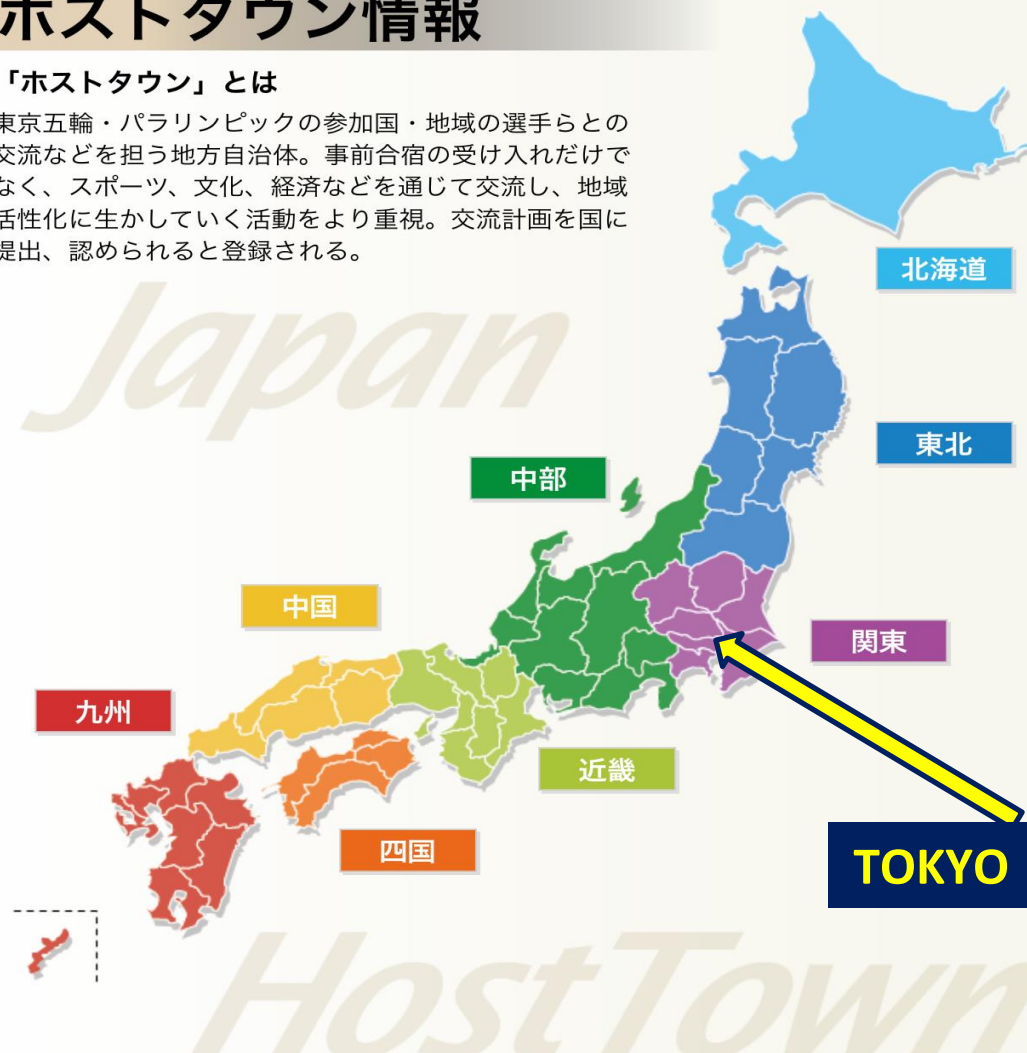 ホストタウン情報
「ホストタウン」とは
東京五輪・パラリンピックの参加国・地域の選手らとの
交流などを担う地方自治体。事前合宿の受け入れだけで
なく、スポーツ、文化、経済などを通じて交流し、地域
活性化に生かしていく活動をより重視。交流計画を国に
提出、認められると登録される。
北海道
Japan
東北
中部
中国
関東
九州
近畿
四国
TOKYO
HostTown